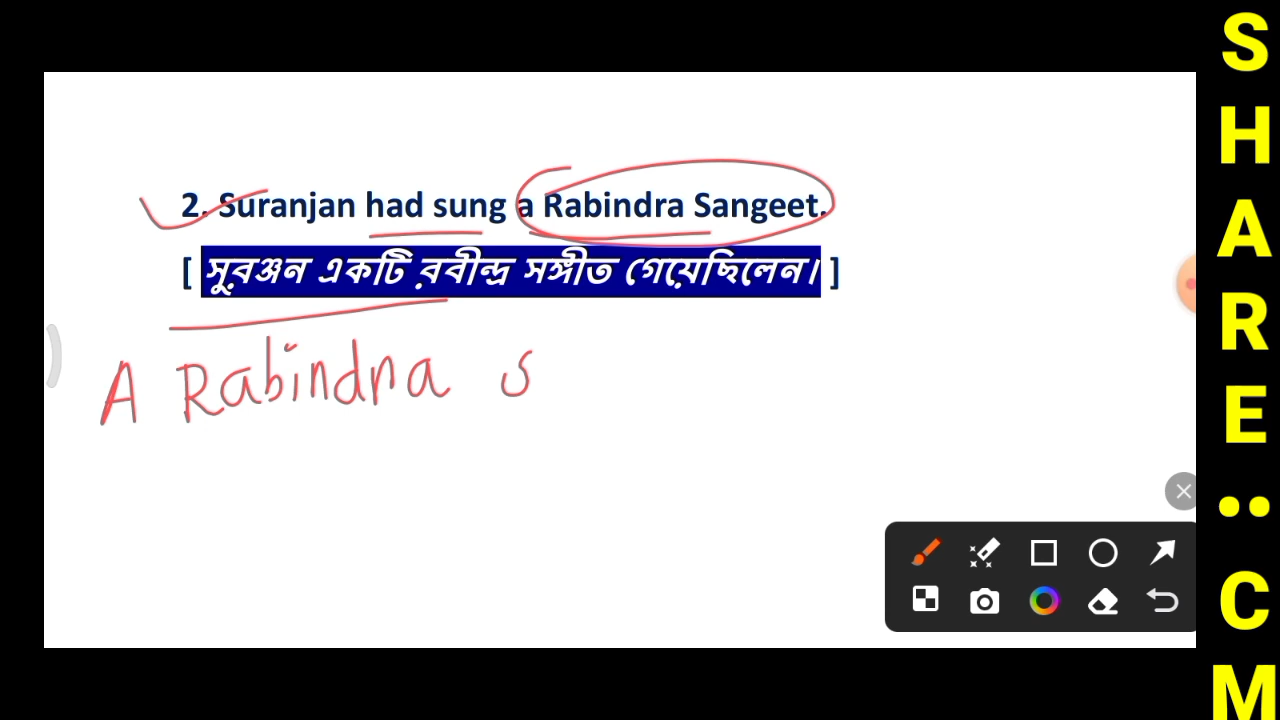 2. Suranjan had sung a Rabindra Sangeet.
[ সুরঞ্জন একটি রবীন্দ্র সঙ্গীত গেয়েছিলেন। ]
A Rabindra S
SHARE••CM